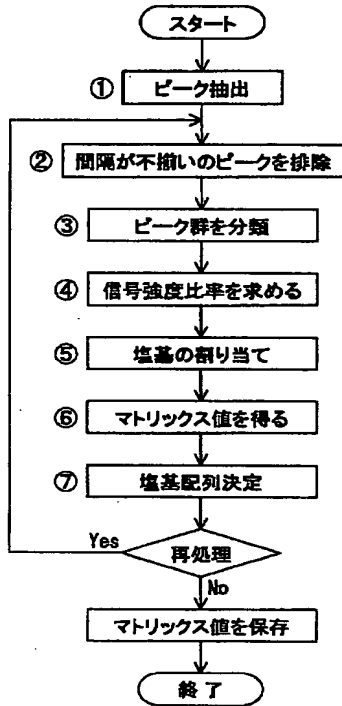 スタート
① ピーク抽出
② 間隔が不揃いのピークを排除
③ ピーク群を分類
④ 信号強度比率を求める
⑤ 塩基の割り当て
⑥ マトリックス値を得る
⑦ 塩基配列決定
Yes
再処理
No
マトリックス値を保存
終了